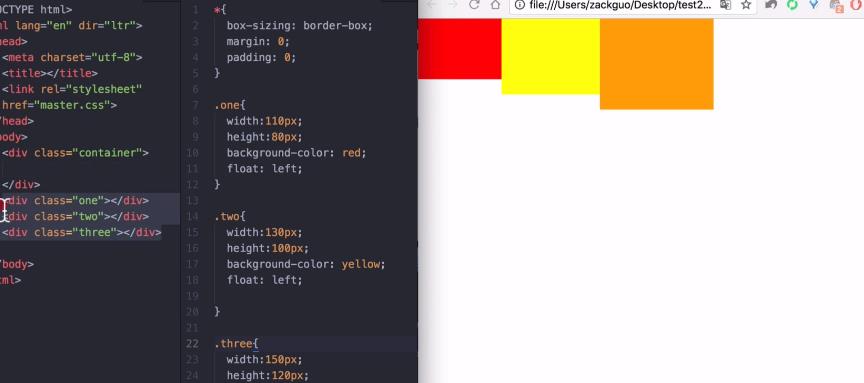 OCTYPE html>
ml lang="en" dir="ltr">
head>
<meta charset="utf-8">
<title></title>
<link rel="stylesheet"
href="master.css">
/head>
body>
<div class="container">
</div>
<div class="one"></div>
<div class="two"></div>
<div class="three"></div>
/body>
tml>
1 *{
2 box-sizing: border-box;
3 margin: 0;
4 padding: 0;
5 }
6
7 .one{
8 width:110px;
9 height:80px;
10 background-color: red;
11 float: left;
12 }
13
14 .two{
15 width:130px;
16 height:100px;
17 background-color: yellow;
18 float: left;
19
20 }
21
22 .three{
23 width:150px;
24 height:120px;
file:///Users/zackguo/Desktop/test2...